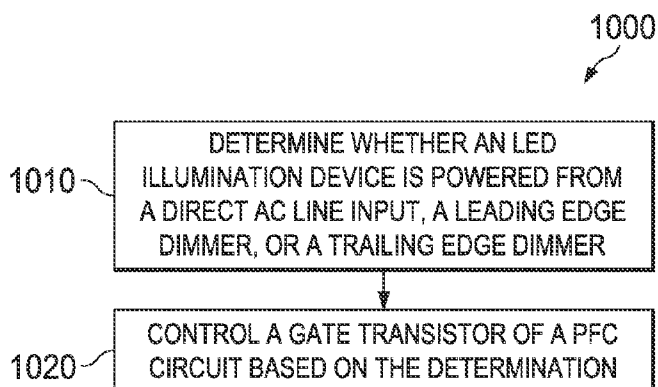 1000
1010
DETERMINE WHETHER AN LED
ILLUMINATION DEVICE IS POWERED FROM
A DIRECT AC LINE INPUT, A LEADING EDGE
DIMMER, OR A TRAILING EDGE DIMMER
1020
CONTROL A GATE TRANSISTOR OF A PFC
CIRCUIT BASED ON THE DETERMINATION